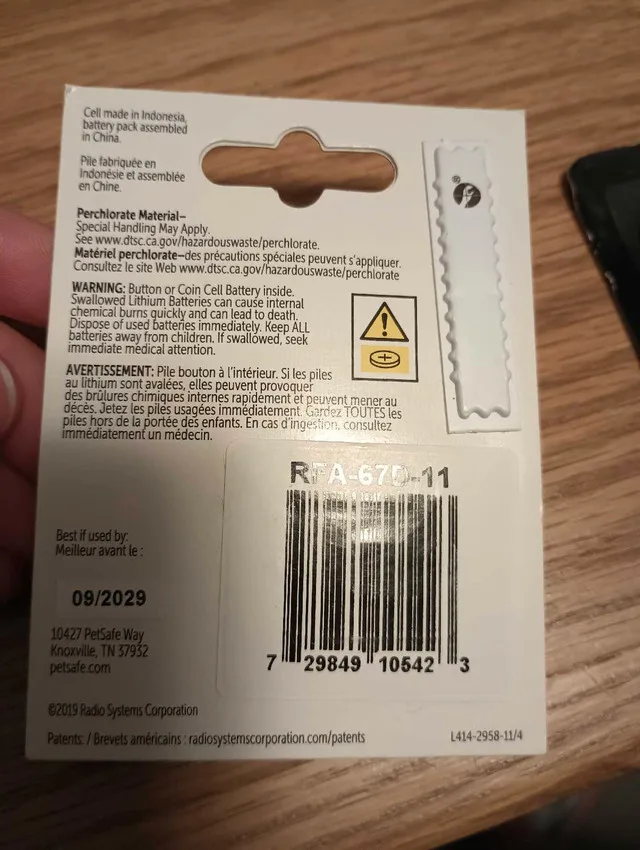 Cell made in Indonesia,
battery pack assembled
in China.
Pile fabriquée en
Indonésie et assemblée
en Chine.
Perchlorate Material–
Special Handling May Apply.
See www.dtsc.ca.gov/hazardouswaste/perchlorate.
Matériel perchlorate–des précautions spéciales peuvent s'appliquer.
Consultez le site Web www.dtsc.ca.gov/hazardouswaste/perchlorate
WARNING: Button or Coin Cell Battery inside.
Swallowed Lithium Batteries can cause internal
chemical burns quickly and can lead to death.
Dispose of used batteries immediately. Keep ALL
batteries away from children. If swallowed, seek
immediate medical attention.
AVERTISSEMENT: Pile bouton à l'intérieur. Si les piles
au lithium sont avalées, elles peuvent provoquer
des brûlures chimiques internes rapidement et peuvent mener au
décès. Jetez les piles usagées immédiatement. Gardez TOUTES les
piles hors de la portée des enfants. En cas d'ingestion, consultez
immédiatement un médecin.
RFA-67D-11
Best if used by:
Meilleur avant le :
09/2029
10427 PetSafe Way
Knoxville, TN 37932
petsafe.com
7 29849 10542 3
©2019 Radio Systems Corporation
Patents: / Brevets américains : radiosystemscorporation.com/patents
L414-2958-11/4